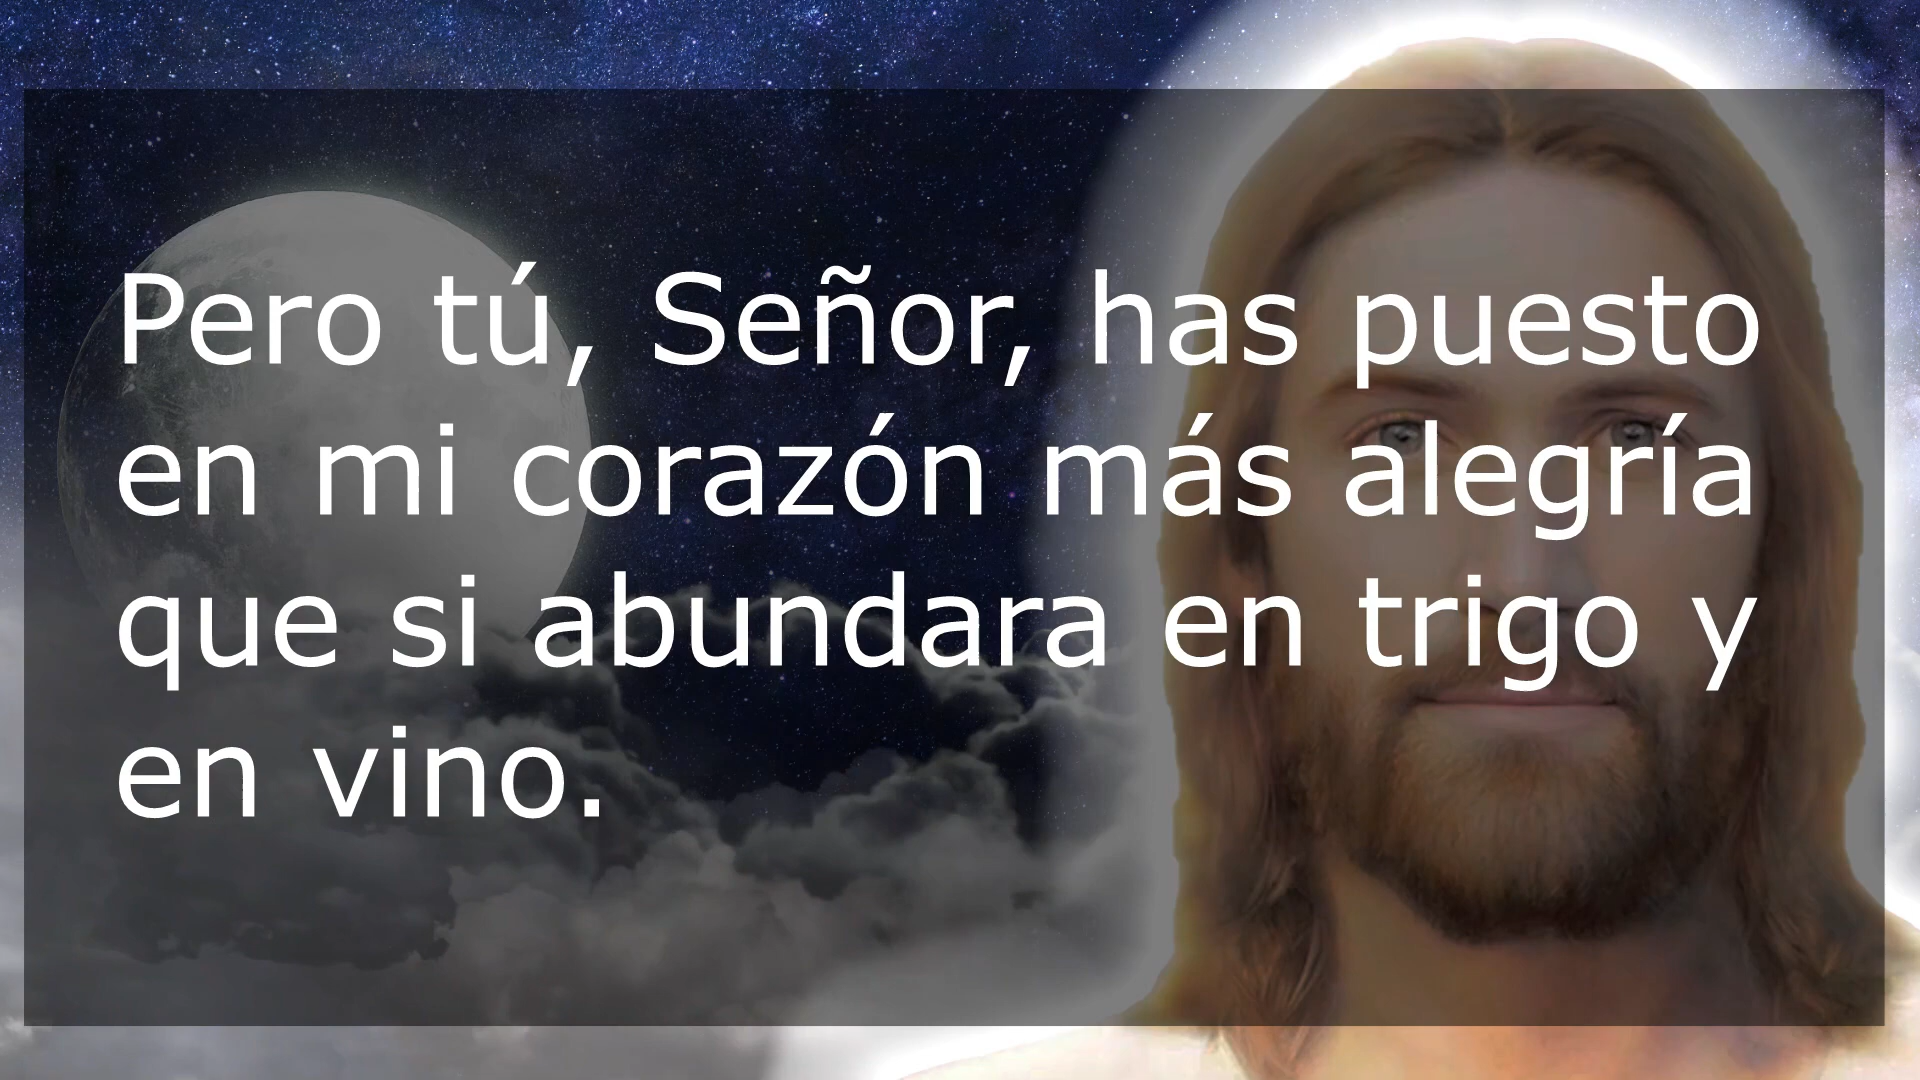 Pero tú, Señor, has puesto
en mi corazón más alegría
que si abundara en trigo y
en vino.